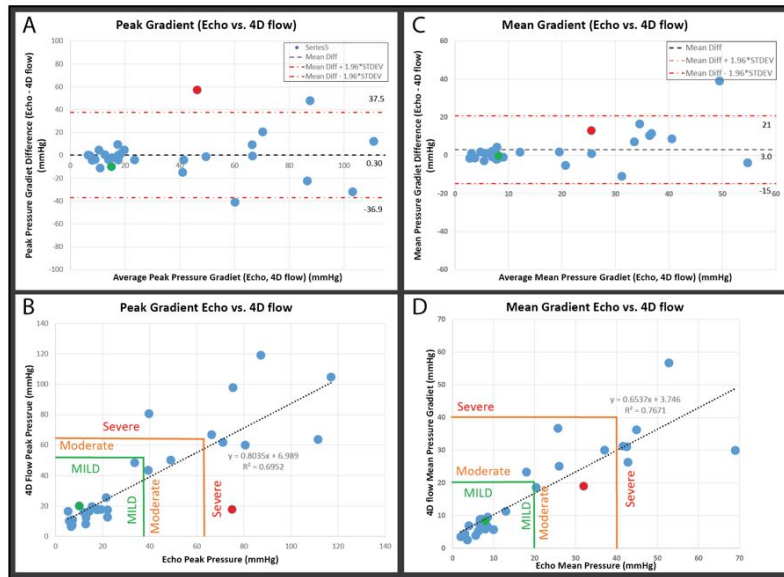 A
Peak Gradient (Echo vs. 4D flow)
Peak Pressure Gradiet Difference (Echo - 4D flow)
(mmHg)
100
80
60
40
20
0
-20
-40
-60
-80
-100
0 20 40 60 80 100
Series5
Mean Diff
Mean Diff + 1.96*STDEV
Mean Diff - 1.96*STDEV
37.5
0.30
-36.9
Average Peak Pressure Gradiet (Echo, 4D flow) (mmHg)
C
Mean Gradient (Echo vs. 4D flow)
Mean Pressure Gradiet Difference (Echo - 4D flow)
(mmHg)
60
40
20
0
-20
-40
-60
0 10 20 30 40 50 60
Mean Diff
Mean Diff + 1.96*STDEV
Mean Diff - 1.96*STDEV
21
3.0
-15
Average Mean Pressure Gradiet (Echo, 4D flow) (mmHg)
B
Peak Gradient Echo vs. 4D flow
4D Flow Peak Pressrue (mmHg)
140
120
100
80
60
40
20
0
0 20 40 60 80 100 120 140
Severe
Moderate
MILD
MILD
Moderate
Severe
y = 0.8035x + 6.989
R² = 0.6952
Echo Peak Pressure (mmHg)
D
Mean Gradient Echo vs. 4D flow
4D flow Mean Pressure Gradiet (mmHg)
70
60
50
40
30
20
10
0
0 10 20 30 40 50 60 70
Severe
Moderate
MILD
MILD
Moderate
Severe
y = 0.6537x + 3.746
R² = 0.7671
Echo Mean Pressure (mmHg)